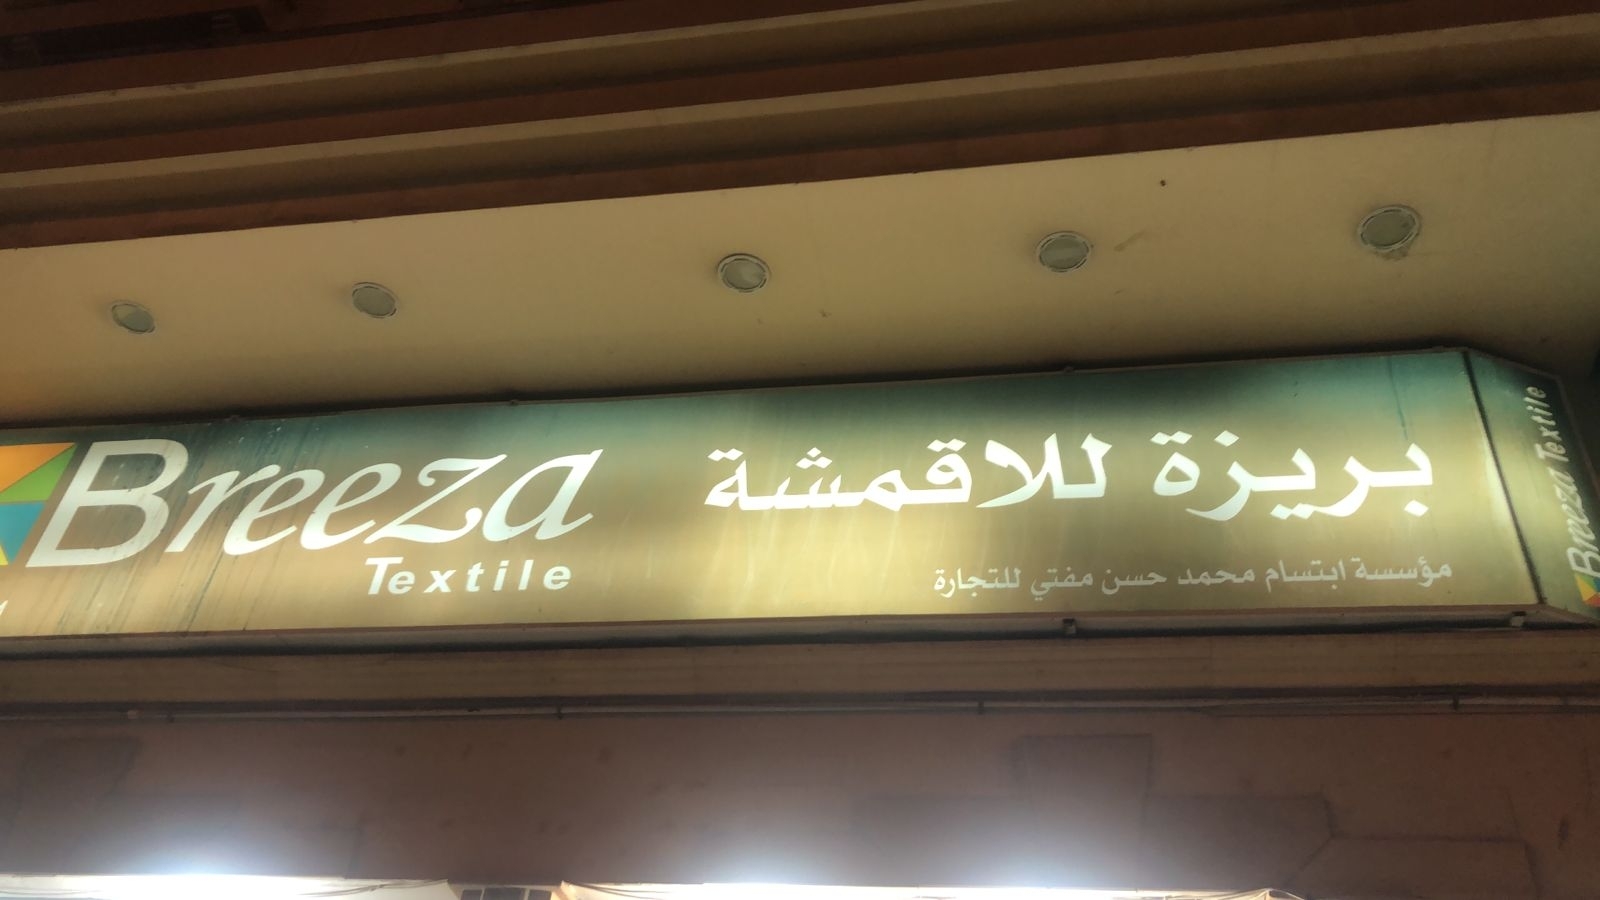 Breeza
Textile
بريزة للاقمشة
مؤسسة ابتسام محمد حسن مفتي للتجارة
Breeza Textile